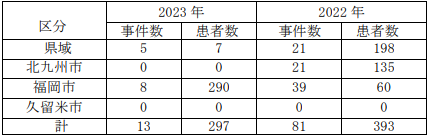 区分 2023 年 2022 年
事件数 患者数 事件数 患者数
県域 5 7 21 198
北九州市 0 0 21 135
福岡市 8 290 39 60
久留米市 0 0 0 0
計 13 297 81 393